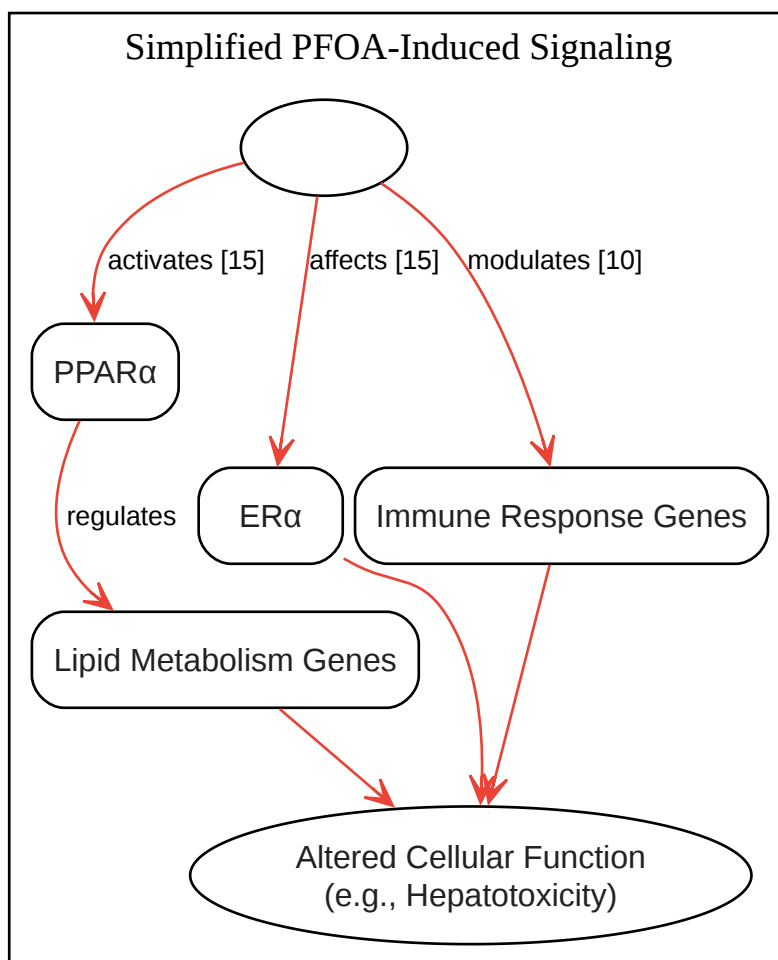 Simplified PFOA-Induced Signaling
activates [15]
affects [15]
modulates [10]
PPARα
regulates
ERα
Immune Response Genes
Lipid Metabolism Genes
Altered Cellular Function
(e.g., Hepatotoxicity)